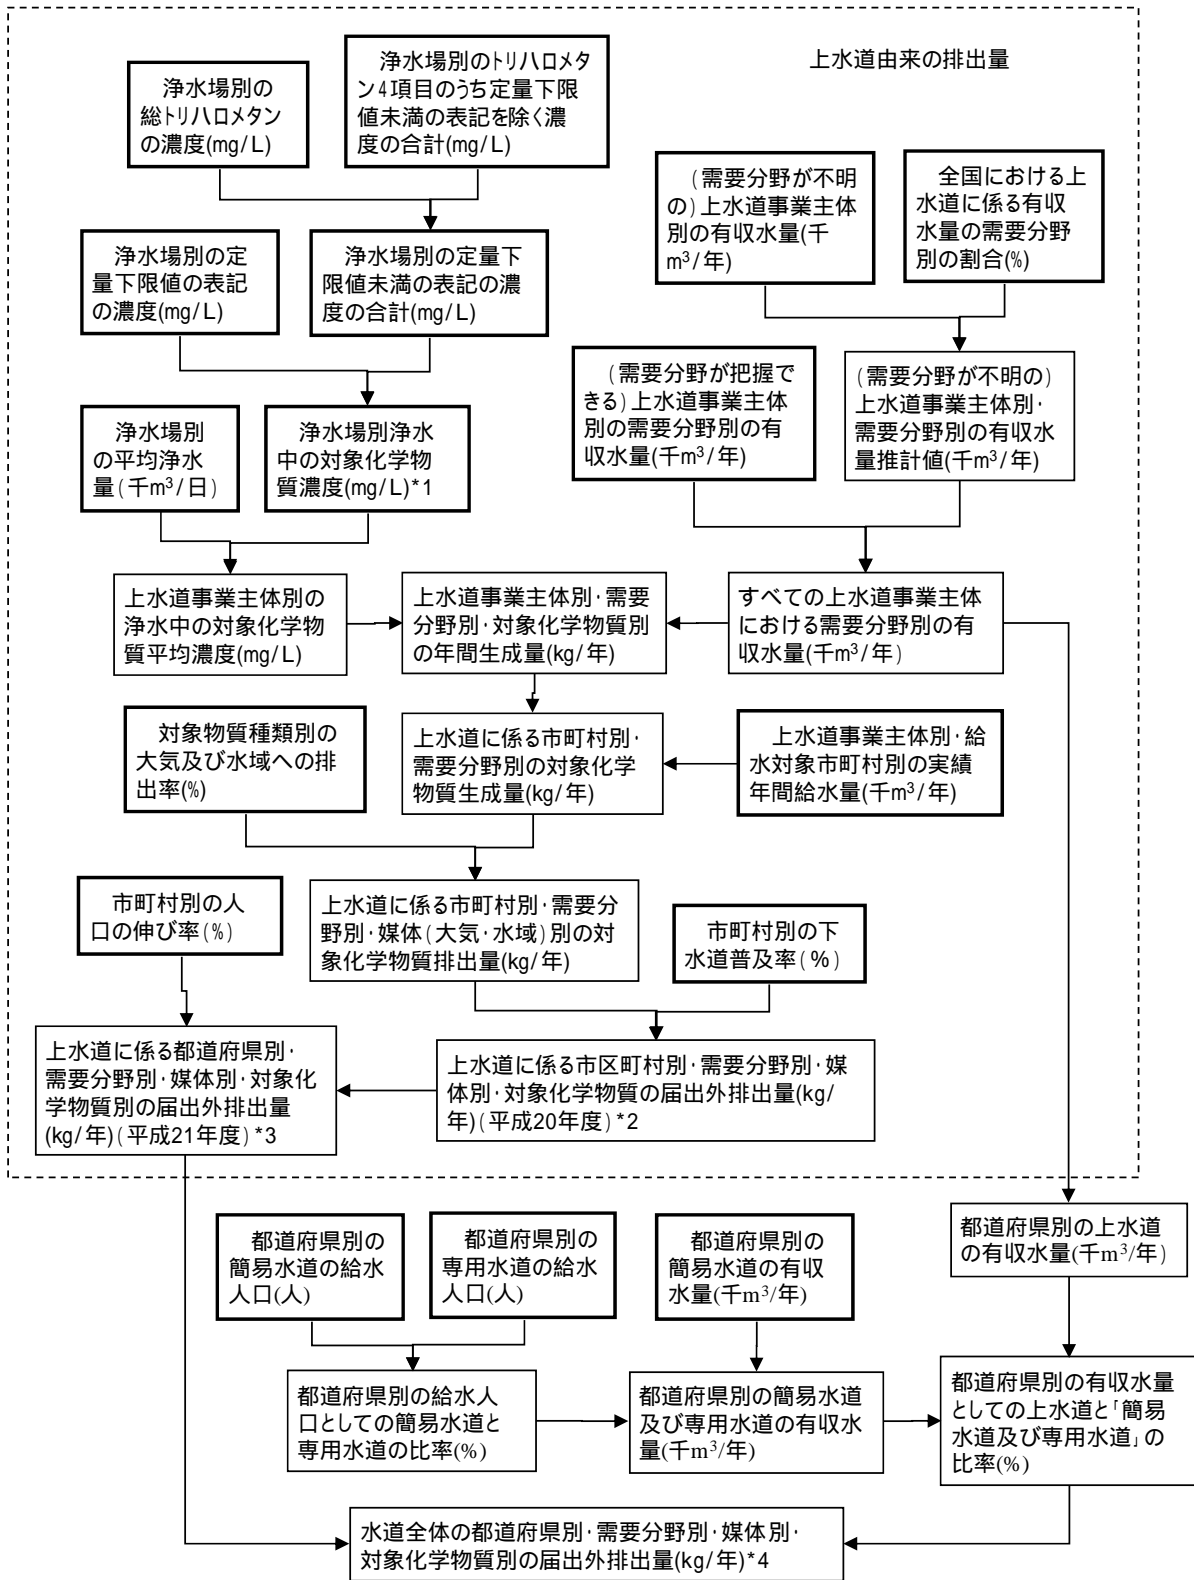 上水道由来の排出量
浄水場別の
総トリハロメタン
の濃度(mg/L)
浄水場別のトリハロメタ
ン4項目のうち定量下限
値未満の表記を除く濃
度の合計(mg/L)
(需要分野が不明
の)上水道事業主体
別の有収水量(千
m³/年)
全国における上
水道に係る有収
水量の需要分野
別の割合(%)
浄水場別の定
量下限値の表記
の濃度(mg/L)
浄水場別の定量下
限値未満の表記の濃
度の合計(mg/L)
(需要分野が把握で
きる)上水道事業主体
別の需要分野別の有
収水量(千m³/年)
(需要分野が不明の)
上水道事業主体別・
需要分野別の有収水
量推計値(千m³/年)
浄水場別
の平均浄水
量(千m³/日)
浄水場別浄水
中の対象化学物
質濃度(mg/L)*1
上水道事業主体別の
浄水中の対象化学物
質平均濃度(mg/L)
上水道事業主体別・需要
分野別・対象化学物質別
の年間生成量(kg/年)
すべての上水道事業主体
における需要分野別の有
収水量(千m³/年)
対象物質種類別の
大気及び水域への排
出率(%)
上水道に係る市町村別・
需要分野別の対象化学
物質生成量(kg/年)
上水道事業主体別・給
水対象市町村別の実績
年間給水量(千m³/年)
市町村別の人
口の伸び率(%)
上水道に係る市町村別・需要分
野別・媒体(大気・水域)別の対
象化学物質排出量(kg/年)
市町村別の下
水道普及率(%)
上水道に係る都道府県別・
需要分野別・媒体別・対象化
学物質別の届出外排出量
(kg/年)(平成21年度)*3
上水道に係る市区町村別・需要分野別・媒
体別・対象化学物質の届出外排出量(kg/
年)(平成20年度)*2
都道府県別の
簡易水道の給水
人口(人)
都道府県別の
専用水道の給水
人口(人)
都道府県別の
簡易水道の有収
水量(千m³/年)
都道府県別の上水道
の有収水量(千m³/年)
都道府県別の給水人
口としての簡易水道と
専用水道の比率(%)
都道府県別の簡易水道
及び専用水道の有収水
量(千m³/年)
都道府県別の有収水量
としての上水道と「簡易
水道及び専用水道」の
比率(%)
水道全体の都道府県別・需要分野別・媒体別・
対象化学物質別の届出外排出量(kg/年)*4